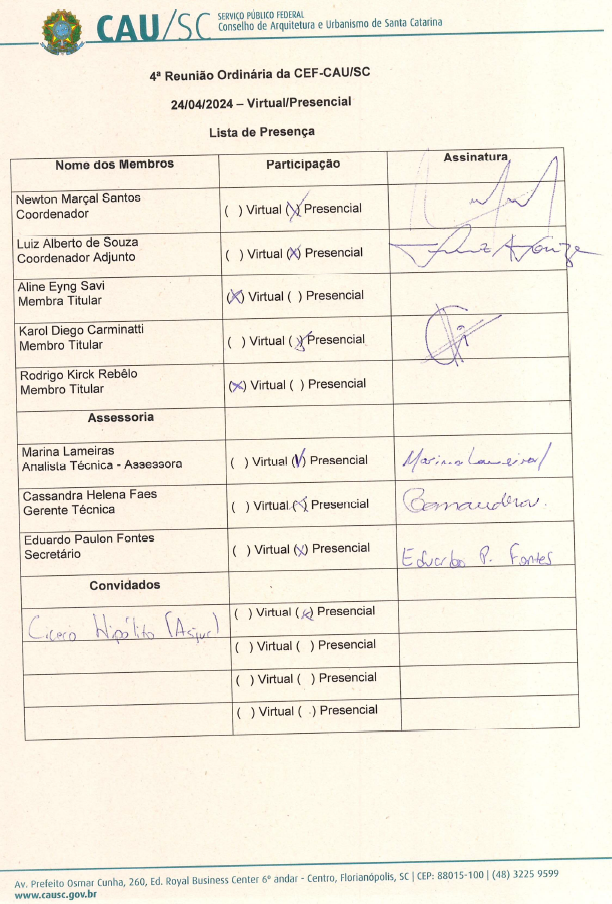 CAU/SC
SERVIÇO PÚBLICO FEDERAL
Conselho de Arquitetura e Urbanismo de Santa Catarina
4ª Reunião Ordinária da CEF-CAU/SC
24/04/2024 – Virtual/Presencial
Lista de Presença
Nome dos Membros Participação Assinatura
Newton Marçal Santos
Coordenador
( ) Virtual (X) Presencial
Luiz Alberto de Souza
Coordenador Adjunto
( ) Virtual (X) Presencial
Aline Eyng Savi
Membra Titular
(X) Virtual ( ) Presencial
Karol Diego Carminatti
Membro Titular
( ) Virtual (X) Presencial
Rodrigo Kirck Rebêlo
Membro Titular
(X) Virtual ( ) Presencial
Assessoria
Marina Lameiras
Analista Técnica - Assessora
( ) Virtual (X) Presencial
Marina Lameiras
Cassandra Helena Faes
Gerente Técnica
( ) Virtual (X) Presencial
Eduardo Paulon Fontes
Secretário
( ) Virtual (X) Presencial
Eduardo P. Fontes
Convidados
Cicero Hipólito (Asjur)
( ) Virtual (X) Presencial
( ) Virtual ( ) Presencial
( ) Virtual ( ) Presencial
( ) Virtual ( ) Presencial
Av. Prefeito Osmar Cunha, 260, Ed. Royal Business Center 6º andar - Centro, Florianópolis, SC | CEP: 88015-100 | (48) 3225 9599
www.causc.gov.br